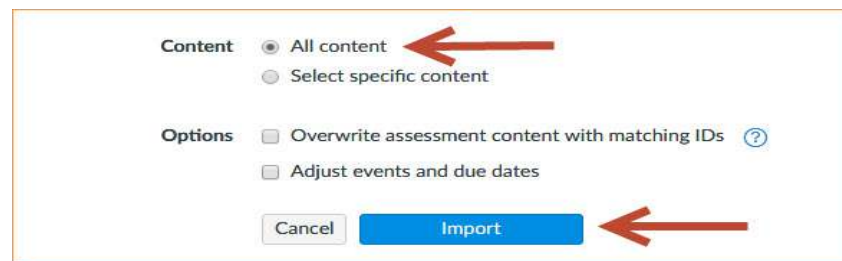 Content All content
Select specific content
Options Overwrite assessment content with matching IDs ?
Adjust events and due dates
Cancel Import